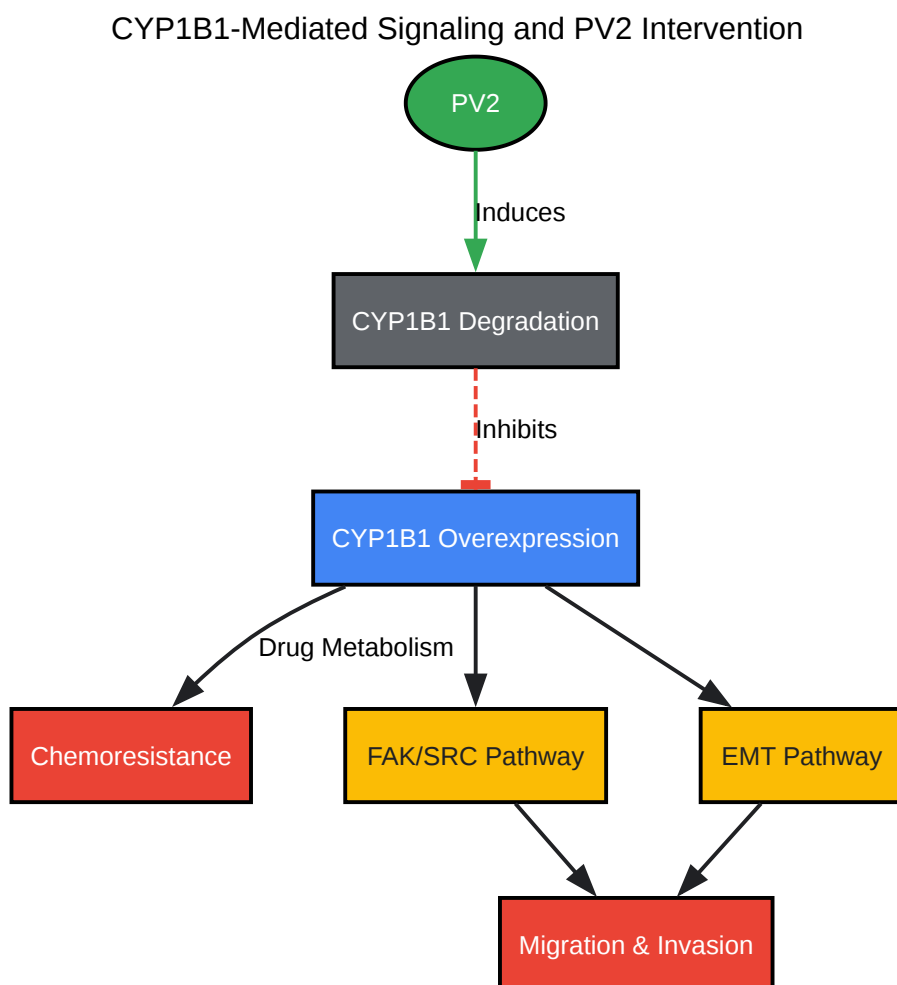 CYP1B1-Mediated Signaling and PV2 Intervention
PV2
Induces
CYP1B1 Degradation
Inhibits
CYP1B1 Overexpression
Drug Metabolism
Chemoresistance
FAK/SRC Pathway
EMT Pathway
Migration & Invasion